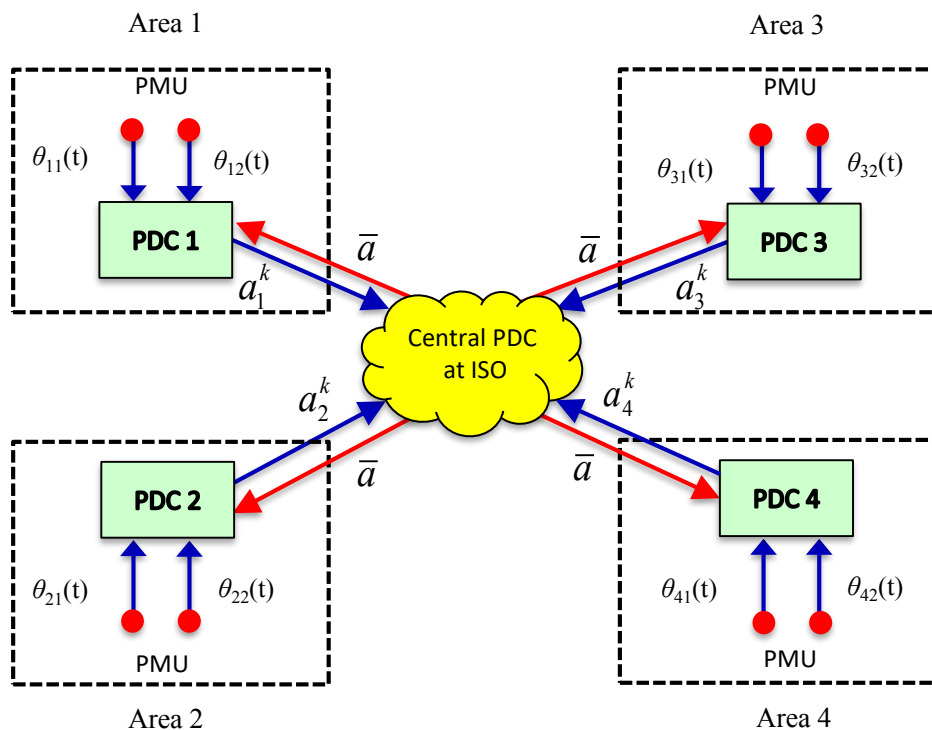 Area 1
Area 3
PMU
PMU
θ₁₁(t)
θ₁₂(t)
θ₃₁(t)
θ₃₂(t)
PDC 1
PDC 3
a̅
a₁ᵏ
a̅
a₃ᵏ
Central PDC
at ISO
a₂ᵏ
a̅
a₄ᵏ
a̅
PDC 2
PDC 4
θ₂₁(t)
θ₂₂(t)
θ₄₁(t)
θ₄₂(t)
PMU
PMU
Area 2
Area 4